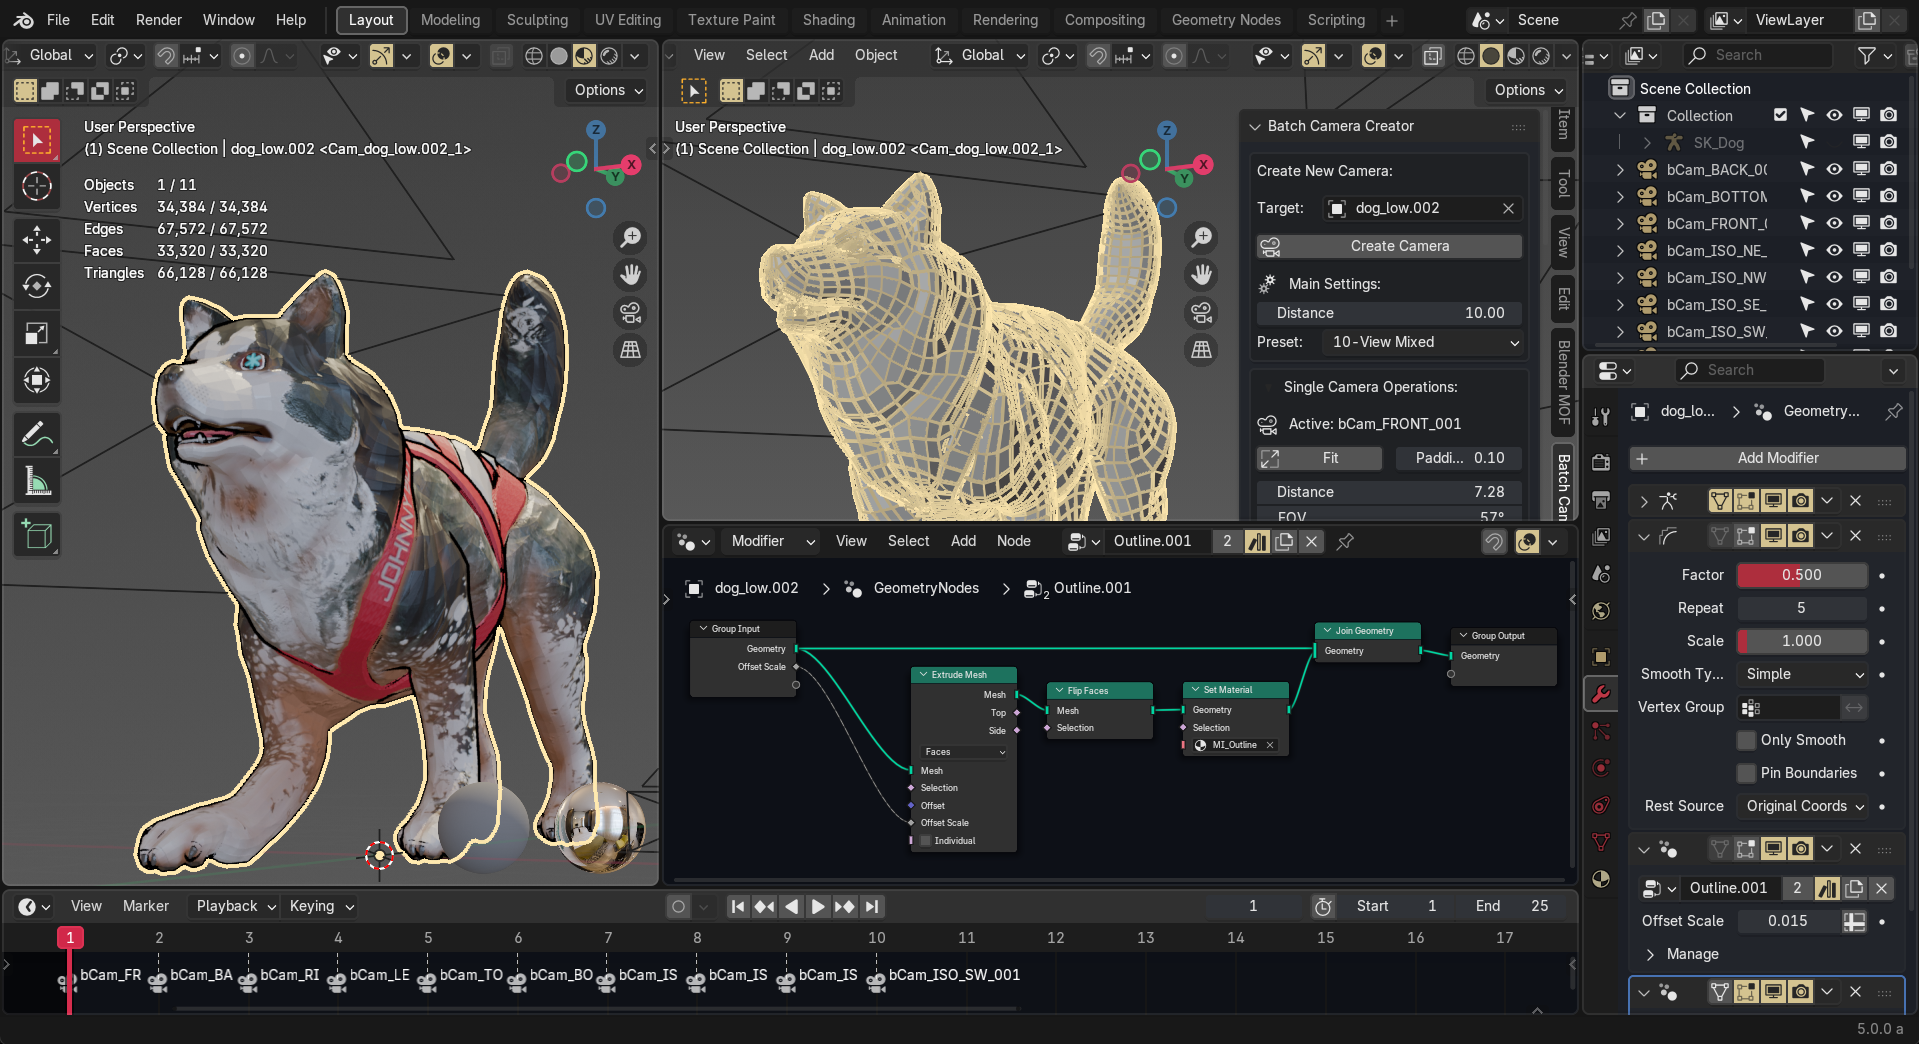 File Edit Render Window Help Layout Modeling Sculpting UV Editing Texture Paint Shading Animation Rendering Compositing Geometry Nodes Scripting + Scene ViewLayer
Global
Options
User Perspective
(1) Scene Collection | dog_low.002 <Cam_dog_low.002_1>
Objects 1 / 11
Vertices 34,384 / 34,384
Edges 67,572 / 67,572
Faces 33,320 / 33,320
Triangles 66,128 / 66,128
Z
X
Y
JOHNNY
View Select Add Object Global
Options
User Perspective
(1) Scene Collection | dog_low.002 <Cam_dog_low.002_1>
Z
X
Y
Batch Camera Creator
Create New Camera:
Target: dog_low.002
Create Camera
Main Settings:
Distance 10.00
Preset: 10-View Mixed
Single Camera Operations:
Active: bCam_FRONT_001
Fit Paddi... 0.10
Distance 7.28
FOV 57°
Item
Tool
View
Edit
Blender MOF
Batch Can
Modifier View Select Add Node Outline.001 2
dog_low.002 > GeometryNodes > 2 Outline.001
Group Input
Geometry
Offset Scale
Extrude Mesh
Mesh
Top
Side
Faces
Mesh
Selection
Offset
Offset Scale
Individual
Flip Faces
Mesh
Selection
Set Material
Geometry
Selection
MI_Outline
Join Geometry
Geometry
Group Output
Geometry
Search
Scene Collection
Collection
SK_Dog
bCam_BACK_00
bCam_BOTTOM
bCam_FRONT_0
bCam_ISO_NE_
bCam_ISO_NW
bCam_ISO_SE_
bCam_ISO_SW_
Search
dog_lo... > Geometry...
+ Add Modifier
Factor 0.500
Repeat 5
Scale 1.000
Smooth Ty... Simple
Vertex Group
Only Smooth
Pin Boundaries
Rest Source Original Coords
Outline.001 2
Offset Scale 0.015
Manage
View Marker Playback Keying 1 Start 1 End 25
1 2 3 4 5 6 7 8 9 10 11 12 13 14 15 16 17
bCam_FR bCam_BA bCam_RI bCam_LE bCam_TO bCam_BO bCam_IS bCam_IS bCam_IS bCam_ISO_SW_001
5.0.0 a